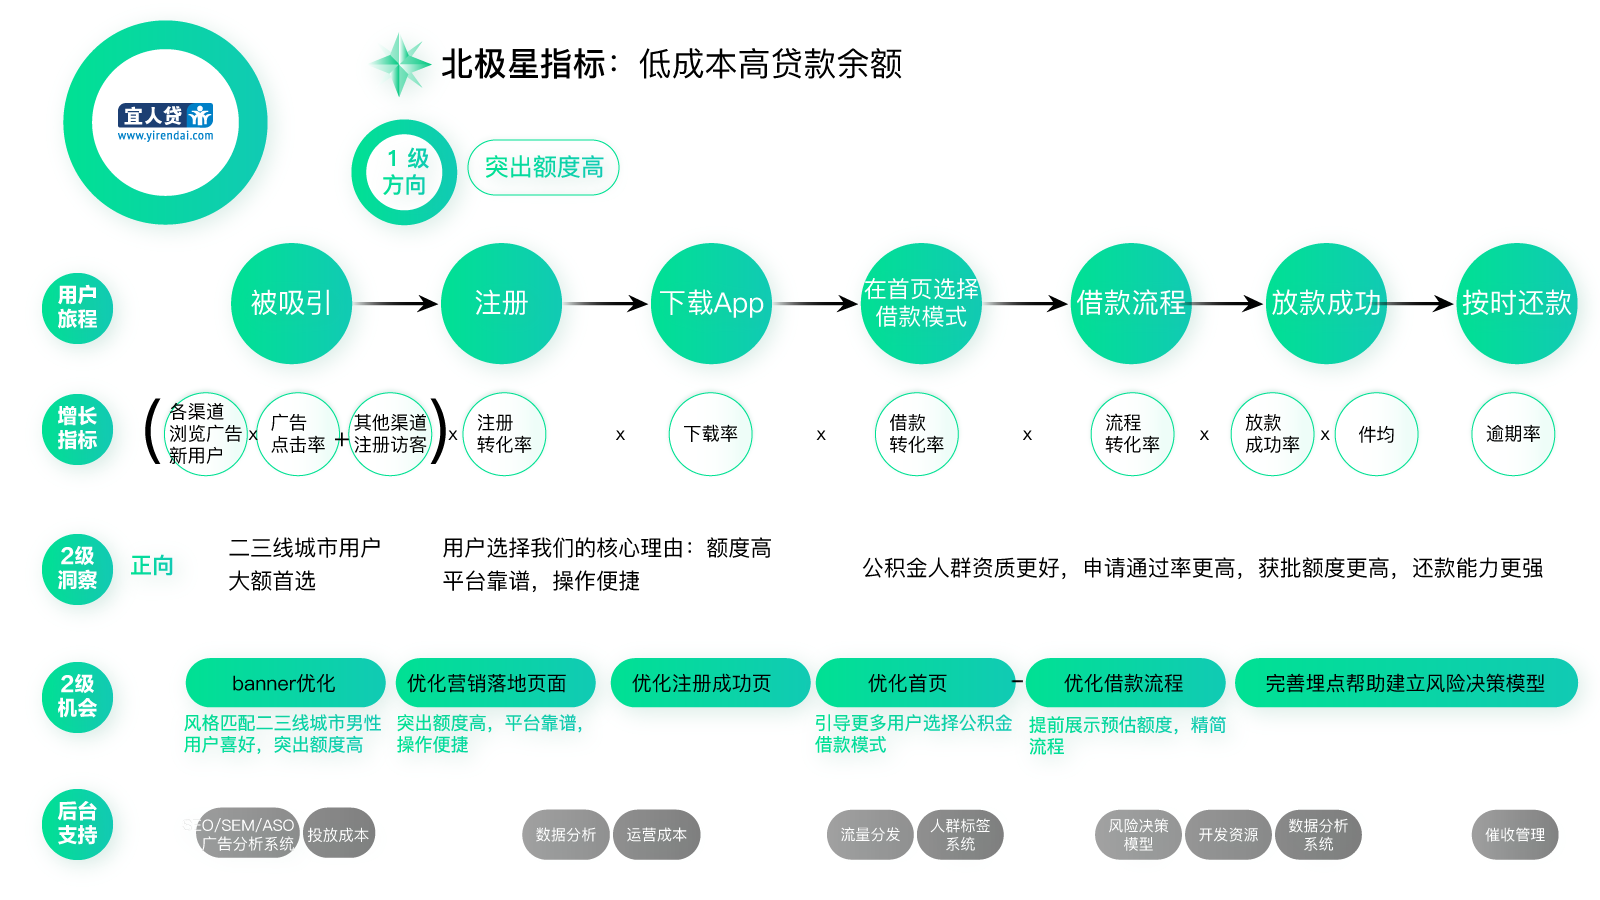 宜人贷
www.yirendai.com
北极星指标：低成本高贷款余额
1 级
方向
突出额度高
用户
旅程
被吸引
注册
下载App
在首页选择
借款模式
借款流程
放款成功
按时还款
增长
指标
(
各渠道
浏览广告
新用户
x
广告
点击率
+
其他渠道
注册访客
)
x
注册
转化率
x
下载率
x
借款
转化率
x
流程
转化率
x
放款
成功率
x
件均
逾期率
2级
洞察
正向
二三线城市用户
大额首选
用户选择我们的核心理由：额度高
平台靠谱，操作便捷
公积金人群资质更好，申请通过率更高，获批额度更高，还款能力更强
2级
机会
banner优化
优化营销落地页面
优化注册成功页
优化首页
-
优化借款流程
完善埋点帮助建立风险决策模型
风格匹配二三线城市男性
用户喜好，突出额度高
突出额度高，平台靠谱，
操作便捷
引导更多用户选择公积金
借款模式
提前展示预估额度，精简
流程
后台
支持
SEO/SEM/ASO
广告分析系统
投放成本
数据分析
运营成本
流量分发
人群标签
系统
风险决策
模型
开发资源
数据分析
系统
催收管理